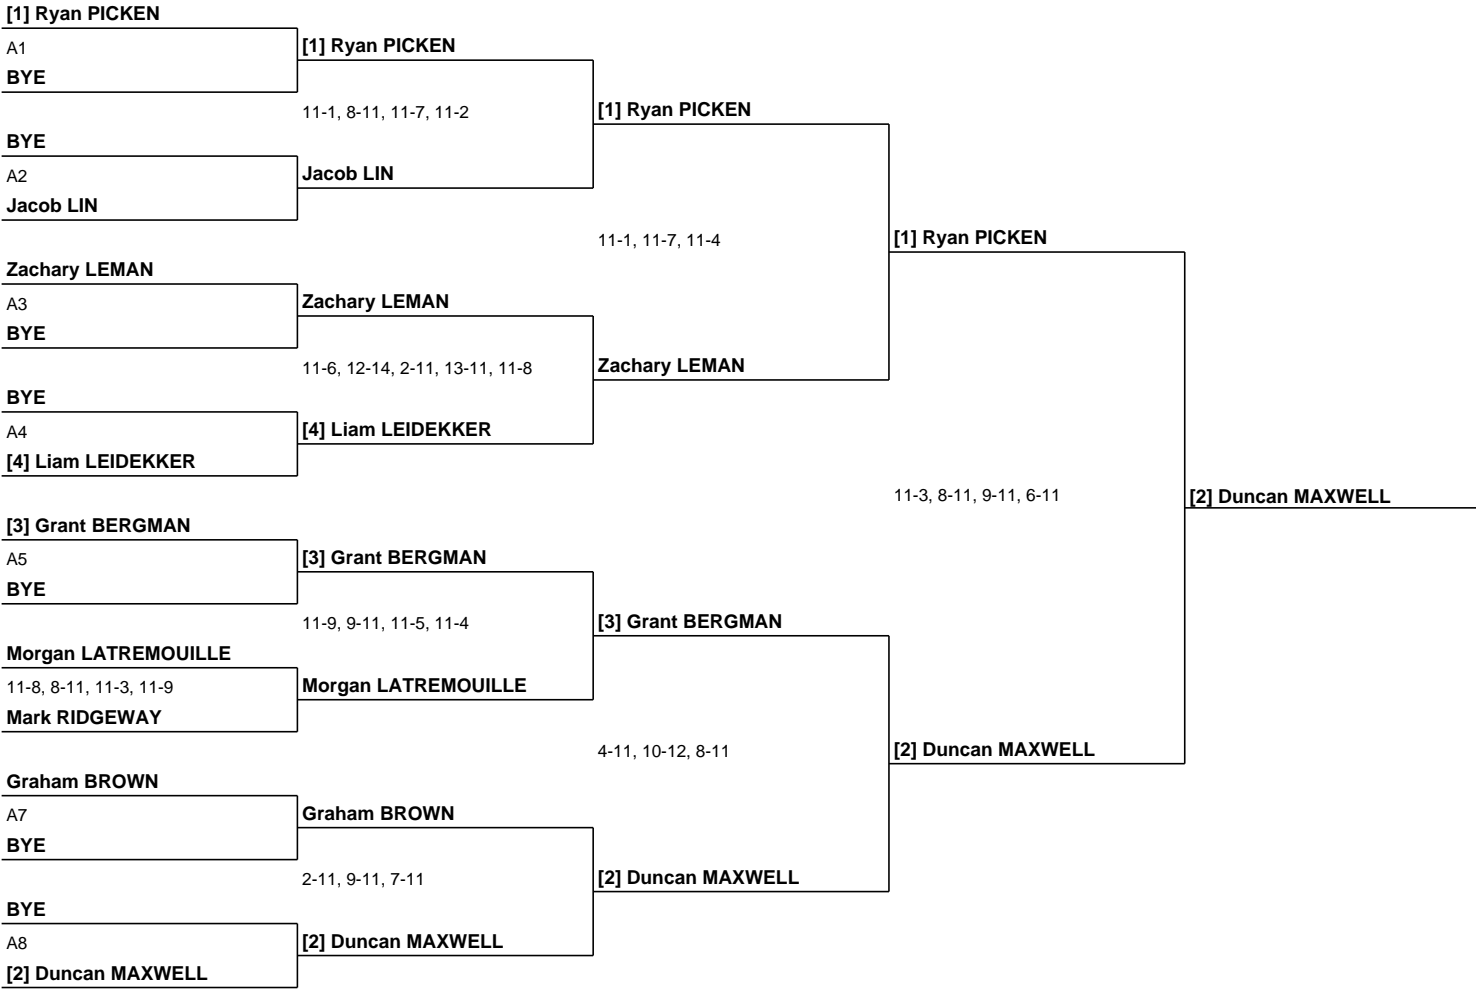 [1] Ryan PICKEN
A1
BYE
BYE
A2
Jacob LIN
Zachary LEMAN
A3
BYE
BYE
A4
[4] Liam LEIDEKKER
[3] Grant BERGMAN
A5
BYE
Morgan LATREMOUILLE
11-8, 8-11, 11-3, 11-9
Mark RIDGEWAY
Graham BROWN
A7
BYE
BYE
A8
[2] Duncan MAXWELL
[1] Ryan PICKEN
11-1, 8-11, 11-7, 11-2
Jacob LIN
Zachary LEMAN
11-6, 12-14, 2-11, 13-11, 11-8
[4] Liam LEIDEKKER
[3] Grant BERGMAN
11-9, 9-11, 11-5, 11-4
Morgan LATREMOUILLE
Graham BROWN
2-11, 9-11, 7-11
[2] Duncan MAXWELL
[1] Ryan PICKEN
11-1, 11-7, 11-4
Zachary LEMAN
[3] Grant BERGMAN
4-11, 10-12, 8-11
[2] Duncan MAXWELL
[1] Ryan PICKEN
11-3, 8-11, 9-11, 6-11
[2] Duncan MAXWELL
[2] Duncan MAXWELL